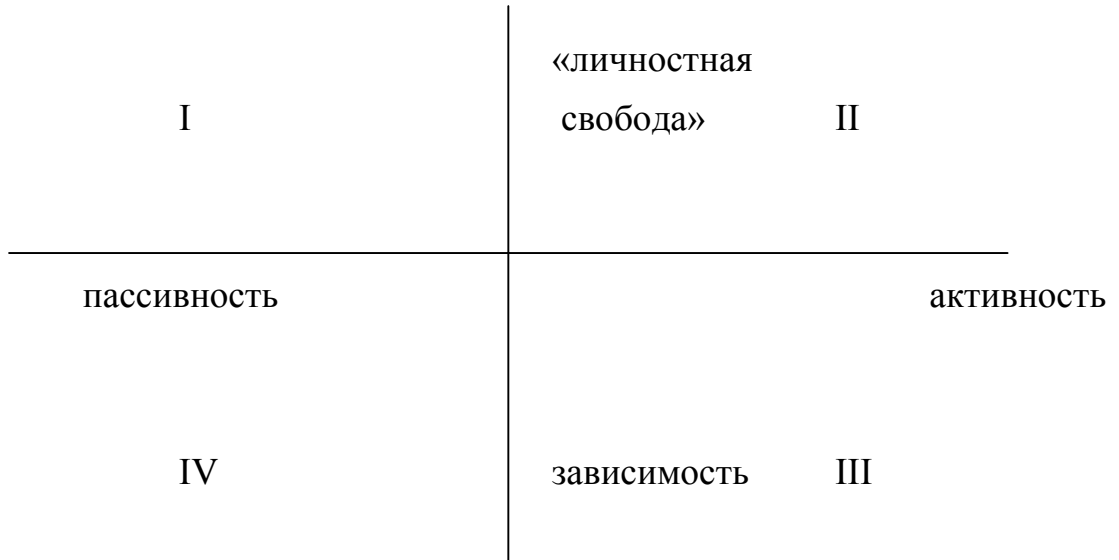 «личностная
I свобода» II
пассивность активность
IV зависимость III